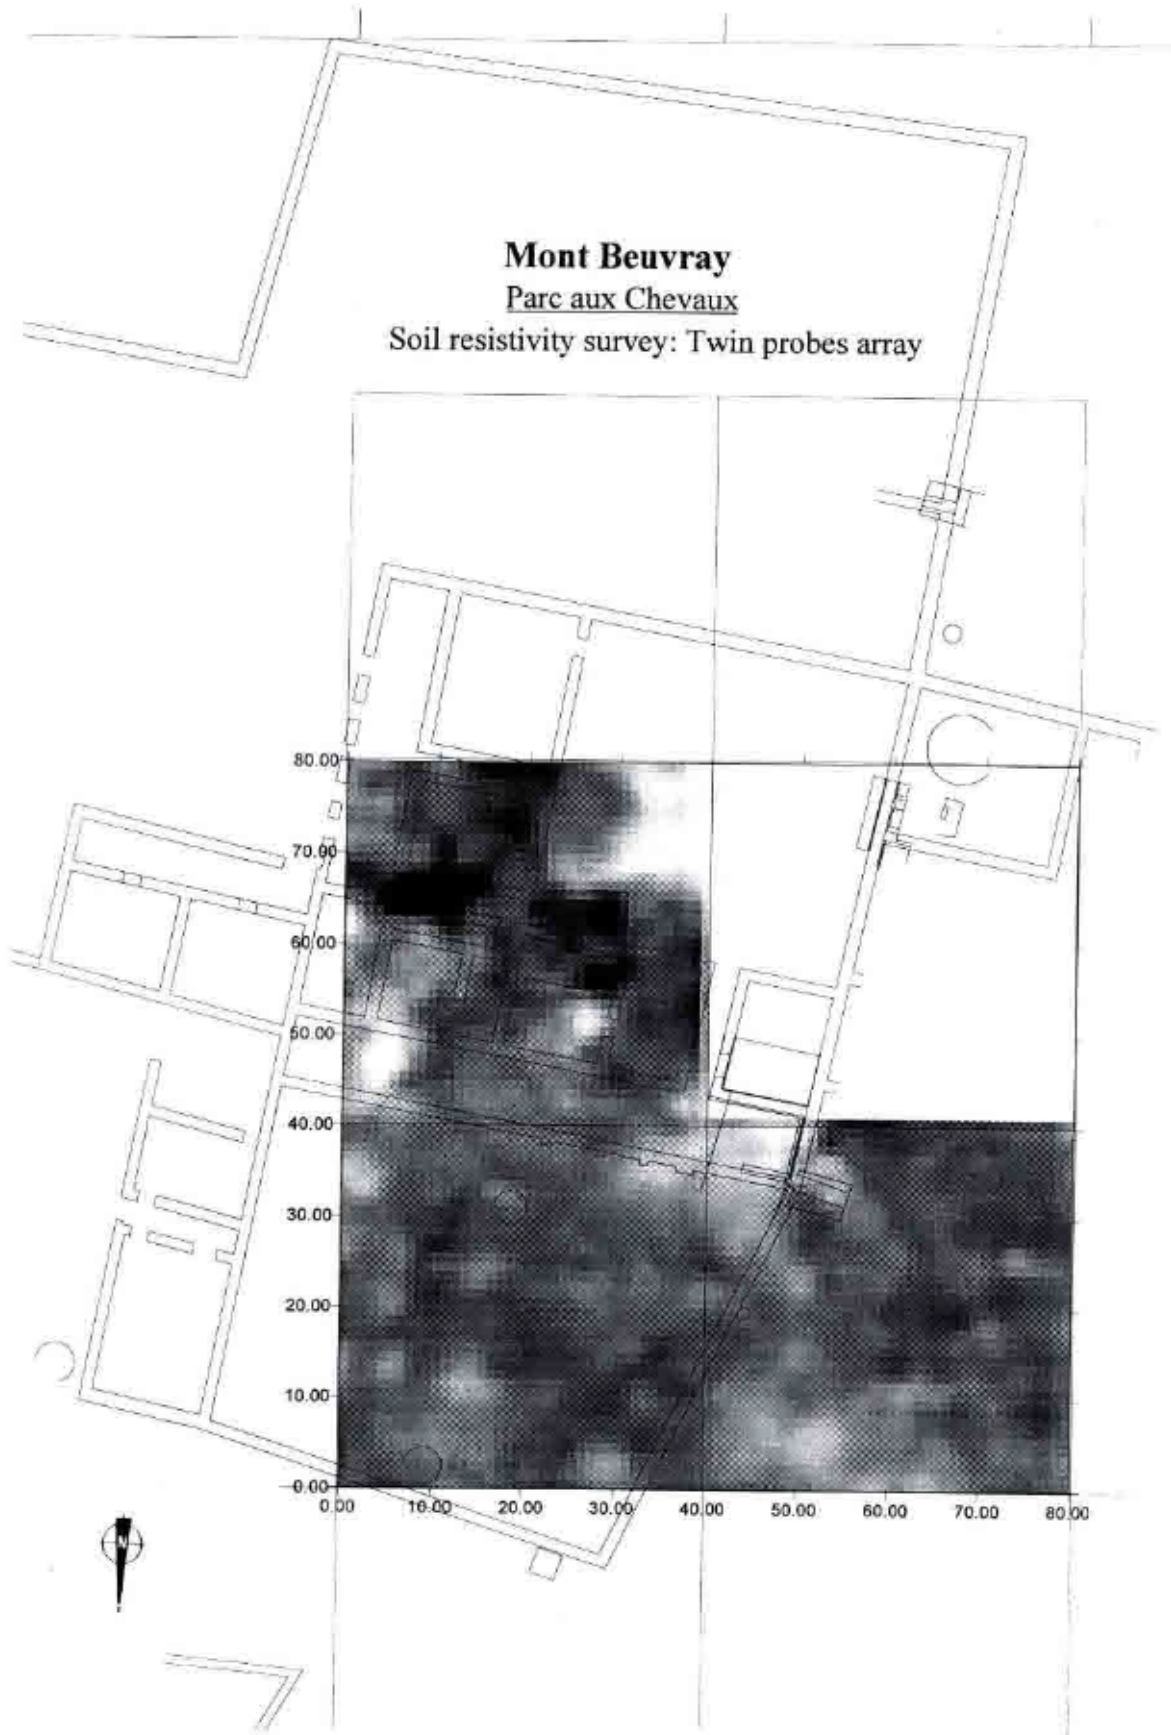 Mont Beuvray
Parc aux Chevaux
Soil resistivity survey: Twin probes array
80.00
70.00
60.00
50.00
40.00
30.00
20.00
10.00
0.00
0.00 10.00 20.00 30.00 40.00 50.00 60.00 70.00 80.00
N